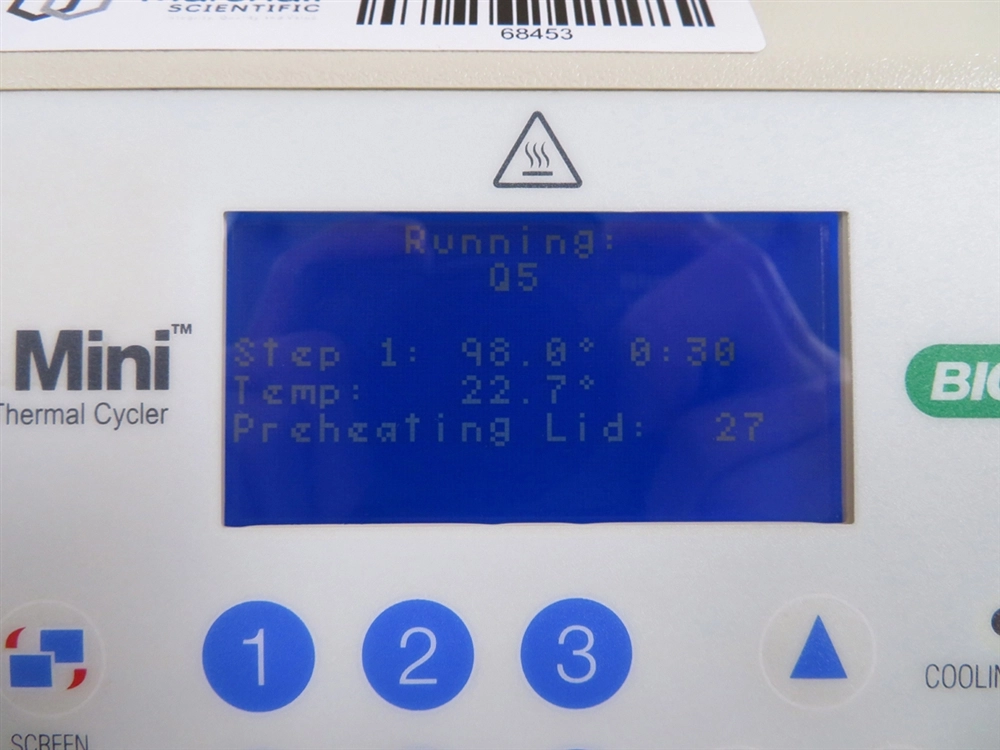 SCIENTIFIC
68453
Running:
Q5
Step 1: 98.0° 0:30
Temp: 22.7°
Preheating Lid: 27
Mini™
Thermal Cycler
BIO
1
2
3
SCREEN
COOLIN